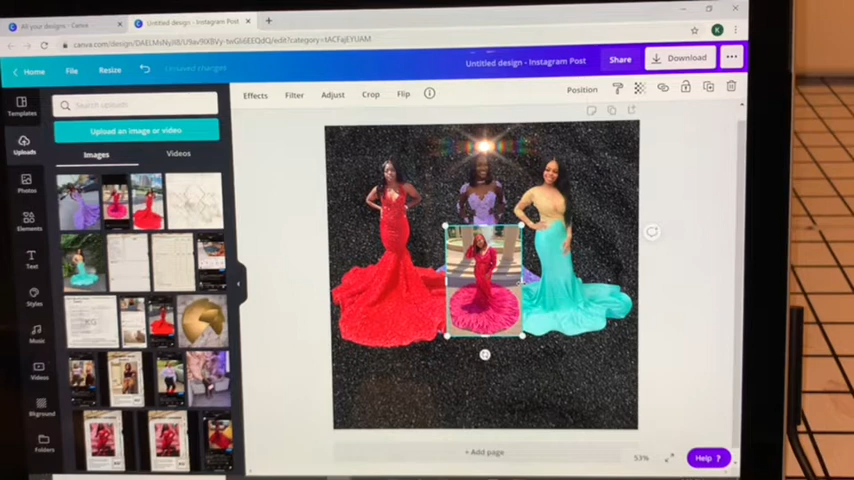 All your designs - Canva
Untitled design - Instagram Post
Home
File
Resize
Unsaved changes
Untitled design - Instagram Post
Share
Download
Templates
Search uploads
Effects
Filter
Adjust
Crop
Flip
Position
Uploads
Upload an image or video
Images
Videos
Photos
Elements
Text
Styles
Music
Videos
Bkground
Folders
+ Add page
53%
Help ?